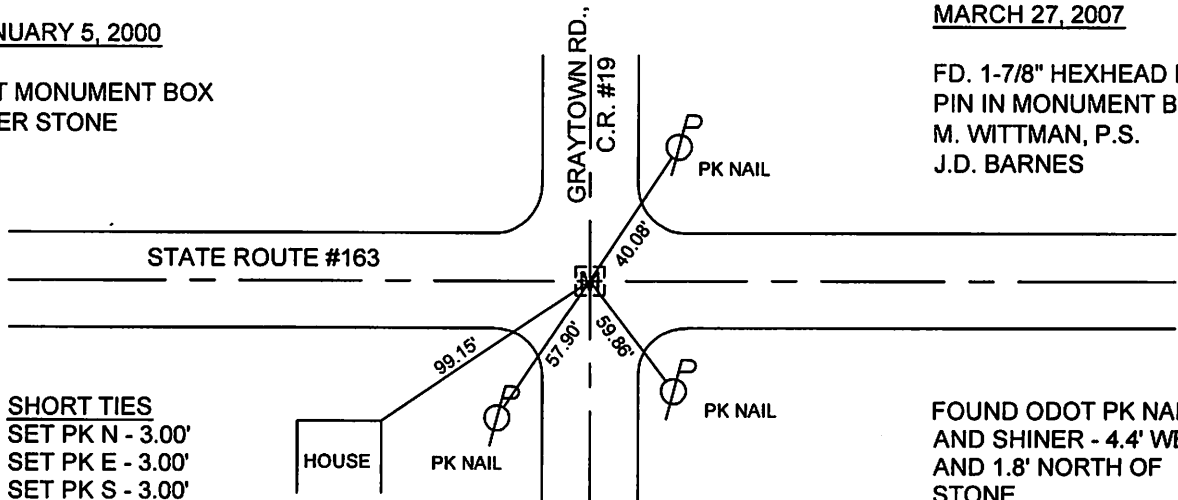 5, 2000
MONUMENT BOX
STONE
GRAYTOWN RD.,
C.R. #19
MARCH 27, 2007
FD. 1-7/8" HEXHEAD
PIN IN MONUMENT
M. WITTMAN, P.S.
J.D. BARNES
PK NAIL
40.08'
STATE ROUTE #163
M
99.15'
57.90'
59.86'
SHORT TIES
SET PK N - 3.00'
SET PK E - 3.00'
SET PK S - 3.00'
HOUSE
PK NAIL
PK NAIL
FOUND ODOT PK
AND SHINER - 4.4'
AND 1.8' NORTH OF
STONE